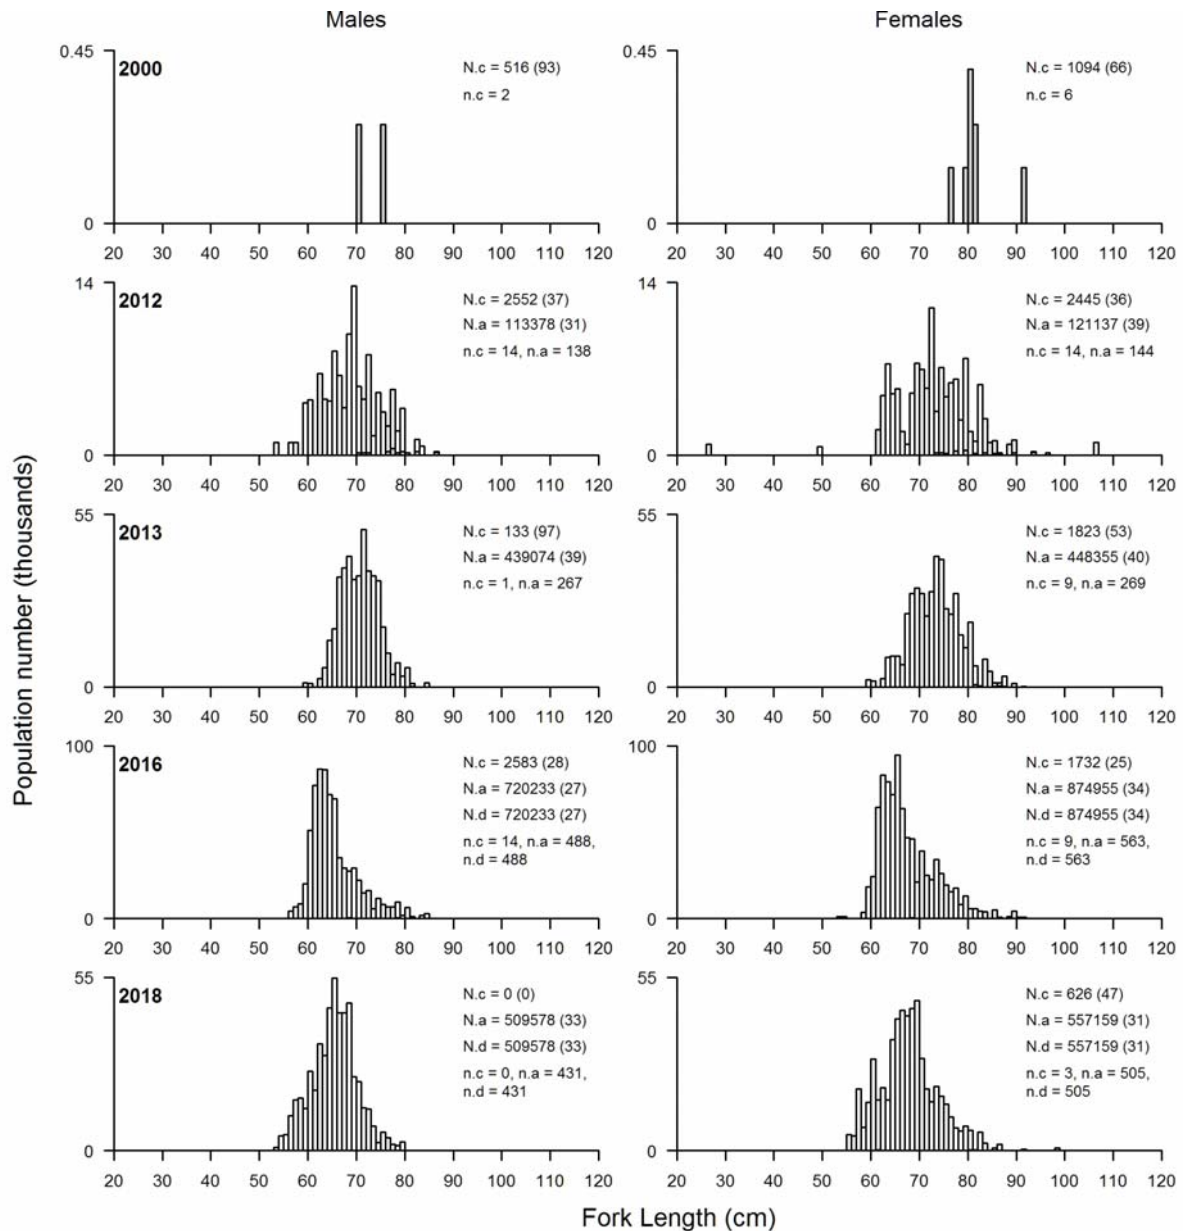 Males
Females
0.45
2000
N.c = 516 (93)
n.c = 2
0
20 30 40 50 60 70 80 90 100 110 120
0.45
N.c = 1094 (66)
n.c = 6
0
20 30 40 50 60 70 80 90 100 110 120
14
2012
N.c = 2552 (37)
N.a = 113378 (31)
n.c = 14, n.a = 138
0
20 30 40 50 60 70 80 90 100 110 120
14
N.c = 2445 (36)
N.a = 121137 (39)
n.c = 14, n.a = 144
0
20 30 40 50 60 70 80 90 100 110 120
Population number (thousands)
55
2013
N.c = 133 (97)
N.a = 439074 (39)
n.c = 1, n.a = 267
0
20 30 40 50 60 70 80 90 100 110 120
55
N.c = 1823 (53)
N.a = 448355 (40)
n.c = 9, n.a = 269
0
20 30 40 50 60 70 80 90 100 110 120
100
2016
N.c = 2583 (28)
N.a = 720233 (27)
N.d = 720233 (27)
n.c = 14, n.a = 488,
n.d = 488
0
20 30 40 50 60 70 80 90 100 110 120
100
N.c = 1732 (25)
N.a = 874955 (34)
N.d = 874955 (34)
n.c = 9, n.a = 563,
n.d = 563
0
20 30 40 50 60 70 80 90 100 110 120
55
2018
N.c = 0 (0)
N.a = 509578 (33)
N.d = 509578 (33)
n.c = 0, n.a = 431,
n.d = 431
0
20 30 40 50 60 70 80 90 100 110 120
55
N.c = 626 (47)
N.a = 557159 (31)
N.d = 557159 (31)
n.c = 3, n.a = 505,
n.d = 505
0
20 30 40 50 60 70 80 90 100 110 120
Fork Length (cm)